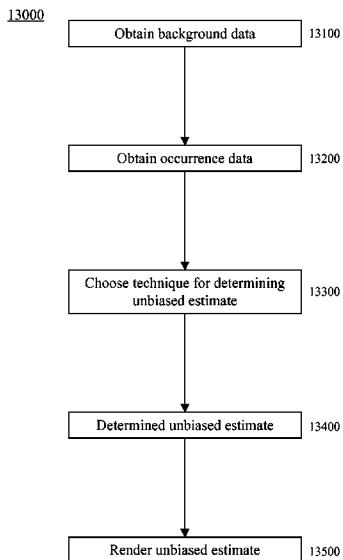 13000
Obtain background data 13100
Obtain occurrence data 13200
Choose technique for determining
unbiased estimate 13300
Determined unbiased estimate 13400
Render unbiased estimate 13500